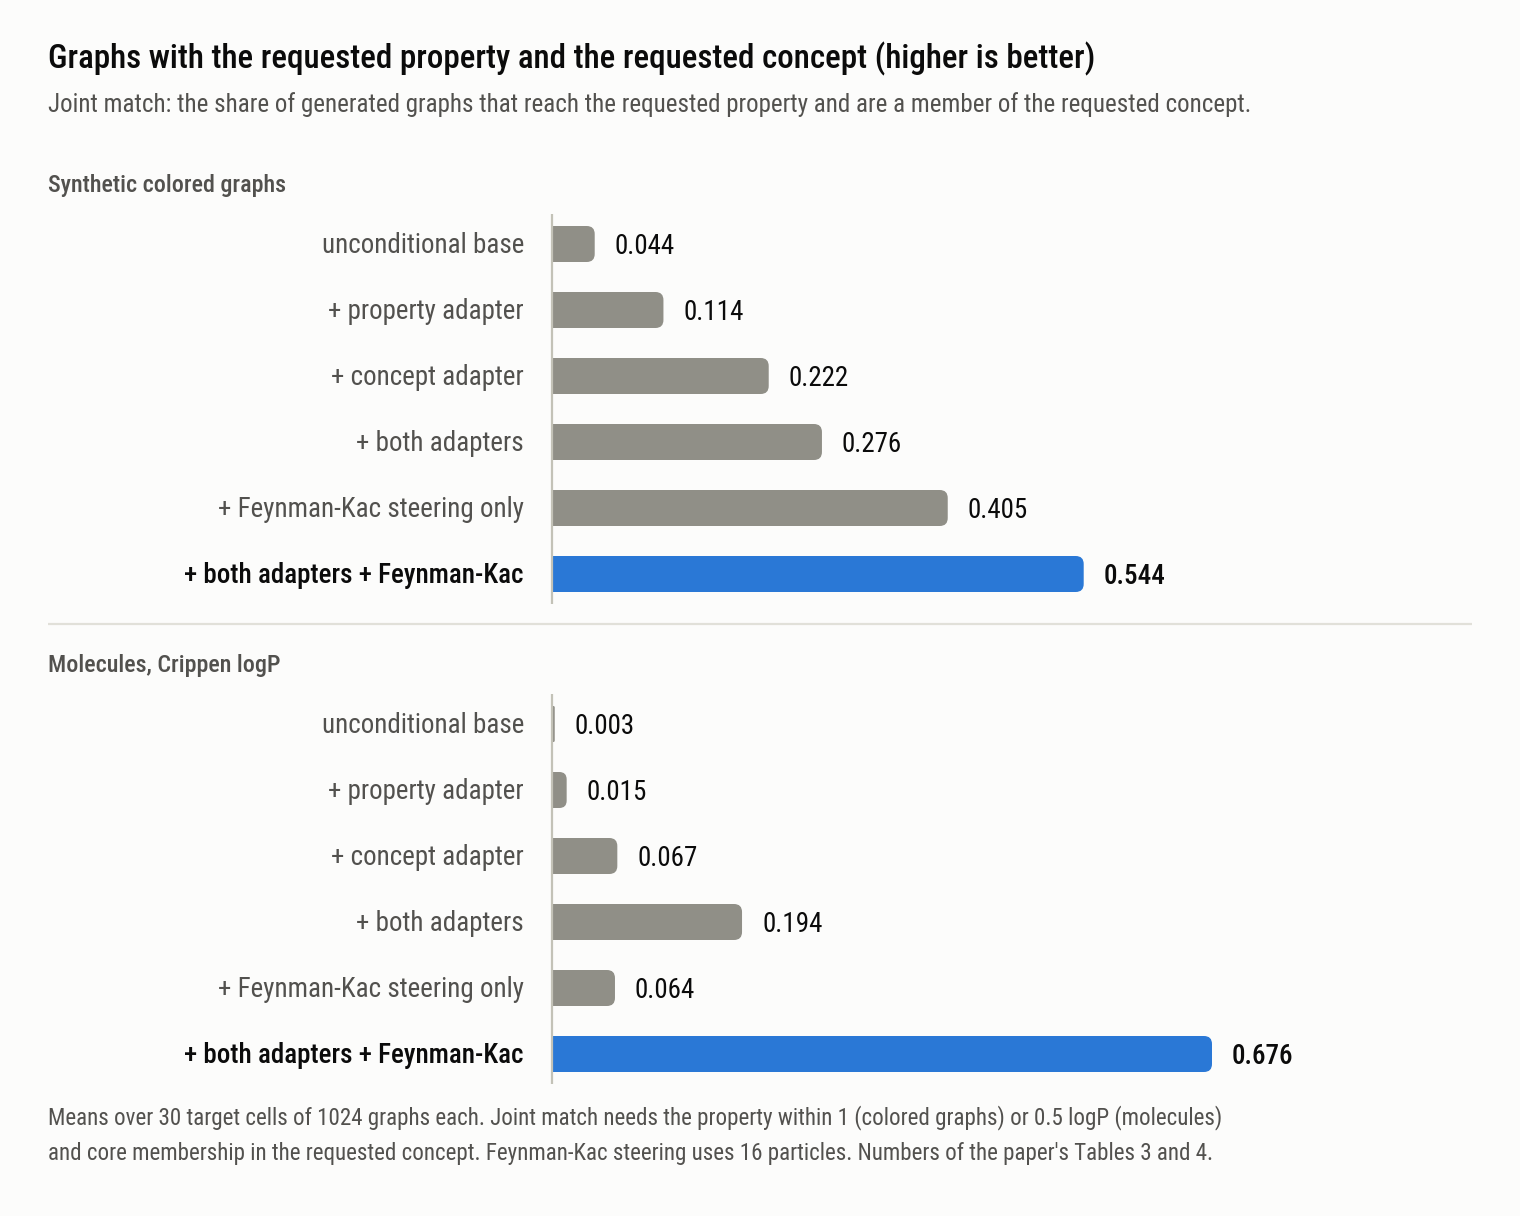 Graphs with the requested property and the requested concept (higher is better)
Joint match: the share of generated graphs that reach the requested property and are a member of the requested concept.
Synthetic colored graphs
unconditional base 0.044
+ property adapter 0.114
+ concept adapter 0.222
+ both adapters 0.276
+ Feynman-Kac steering only 0.405
+ both adapters + Feynman-Kac 0.544
Molecules, Crippen logP
unconditional base 0.003
+ property adapter 0.015
+ concept adapter 0.067
+ both adapters 0.194
+ Feynman-Kac steering only 0.064
+ both adapters + Feynman-Kac 0.676
Means over 30 target cells of 1024 graphs each. Joint match needs the property within 1 (colored graphs) or 0.5 logP (molecules)
and core membership in the requested concept. Feynman-Kac steering uses 16 particles. Numbers of the paper's Tables 3 and 4.